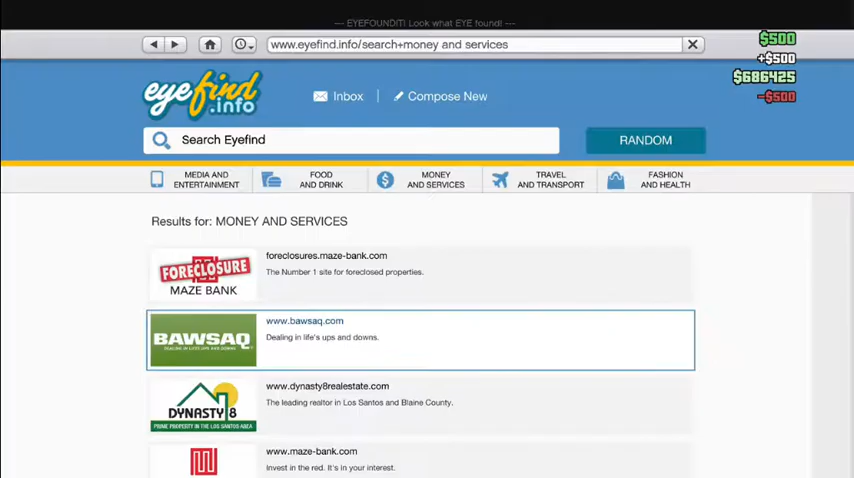 --- EYEFOUNDIT! Look what EYE found! ---
www.eyefind.info/search+money and services
$500
+$500
$686425
-$500
eyefind
.info
Inbox
Compose New
Search Eyefind
RANDOM
MEDIA AND
ENTERTAINMENT
FOOD
AND DRINK
MONEY
AND SERVICES
TRAVEL
AND TRANSPORT
FASHION
AND HEALTH
Results for: MONEY AND SERVICES
FORECLOSURE
MAZE BANK
foreclosures.maze-bank.com
The Number 1 site for foreclosed properties.
BAWSAQ
DEALING IN LIFE'S UPS AND DOWNS.
www.bawsaq.com
Dealing in life's ups and downs.
DYNASTY 8
PRIME PROPERTY IN THE LOS SANTOS AREA
www.dynasty8realestate.com
The leading realtor in Los Santos and Blaine County.
www.maze-bank.com
Invest in the red. It's in your interest.